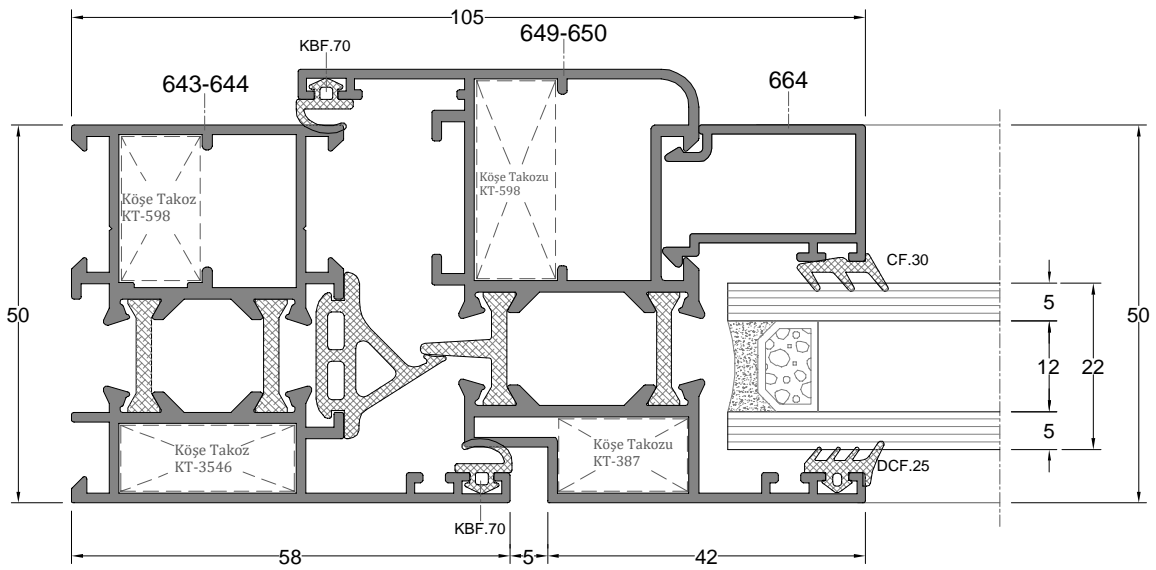 105
KBF.70
649-650
643-644
664
Köşe Takoz
KT-598
Köşe Takozu
KT-598
CF.30
50
5
12
22
5
50
Köşe Takoz
KT-3546
Köşe Takozu
KT-387
DCF.25
KBF.70
58
5
42